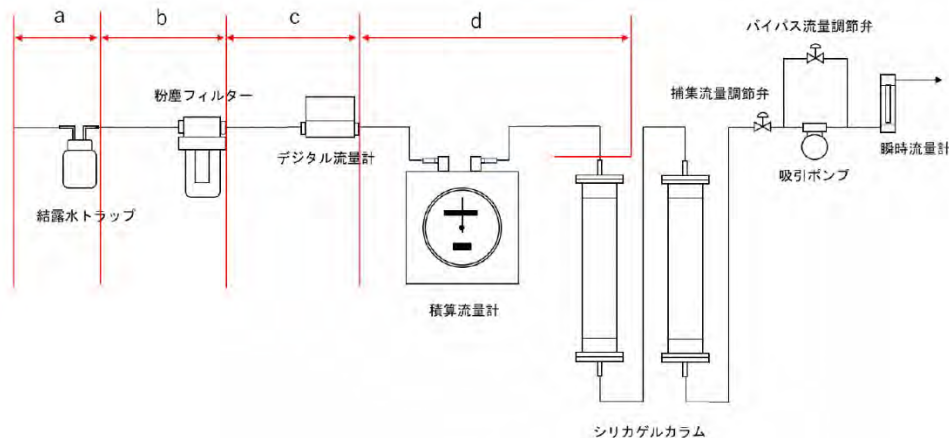 a
b
c
d
バイパス流量調節弁
粉塵フィルター
捕集流量調節弁
デジタル流量計
瞬時流量計
吸引ポンプ
結露水トラップ
積算流量計
シリカゲルカラム